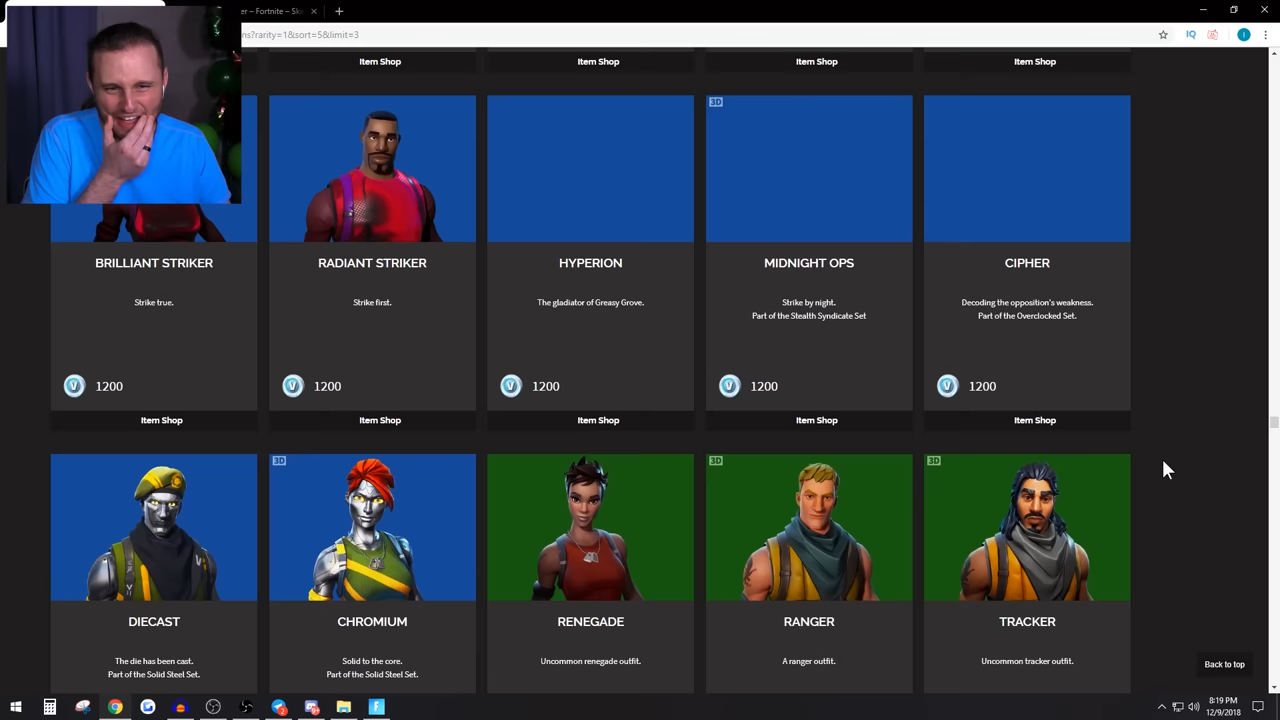 er – Fortnite – Sk
ns?rarity=1&sort=5&limit=3
IQ
Item Shop
Item Shop
Item Shop
Item Shop
3D
BRILLIANT STRIKER
RADIANT STRIKER
HYPERION
MIDNIGHT OPS
CIPHER
Strike true.
Strike first.
The gladiator of Greasy Grove.
Strike by night.
Part of the Stealth Syndicate Set
Decoding the opposition's weakness.
Part of the Overclocked Set.
1200
1200
1200
1200
1200
Item Shop
Item Shop
Item Shop
Item Shop
Item Shop
3D
3D
3D
DIECAST
CHROMIUM
RENEGADE
RANGER
TRACKER
The die has been cast.
Part of the Solid Steel Set.
Solid to the core.
Part of the Solid Steel Set.
Uncommon renegade outfit.
A ranger outfit.
Uncommon tracker outfit.
Back to top
8:19 PM
12/9/2018